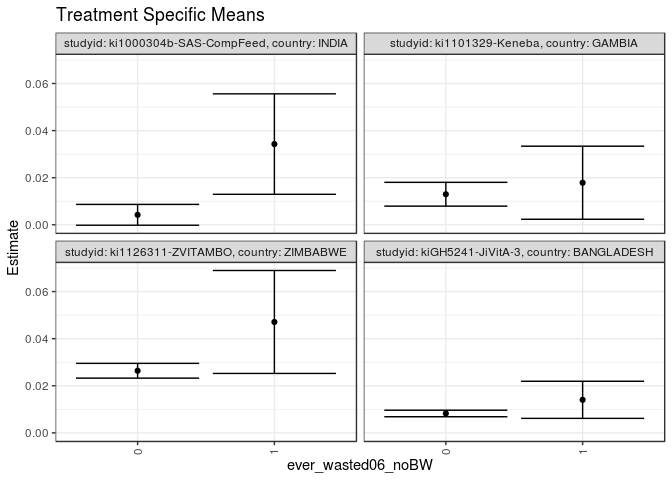 Treatment Specific Means
studyid: ki1000304b-SAS-CompFeed, country: INDIA
studyid: ki1101329-Keneba, country: GAMBIA
0.06
0.04
0.02
0.00
studyid: ki1126311-ZVITAMBO, country: ZIMBABWE
studyid: kiGH5241-JiVitA-3, country: BANGLADESH
0.06
0.04
0.02
0.00
Estimate
0
1
0
1
ever_wasted06_noBW